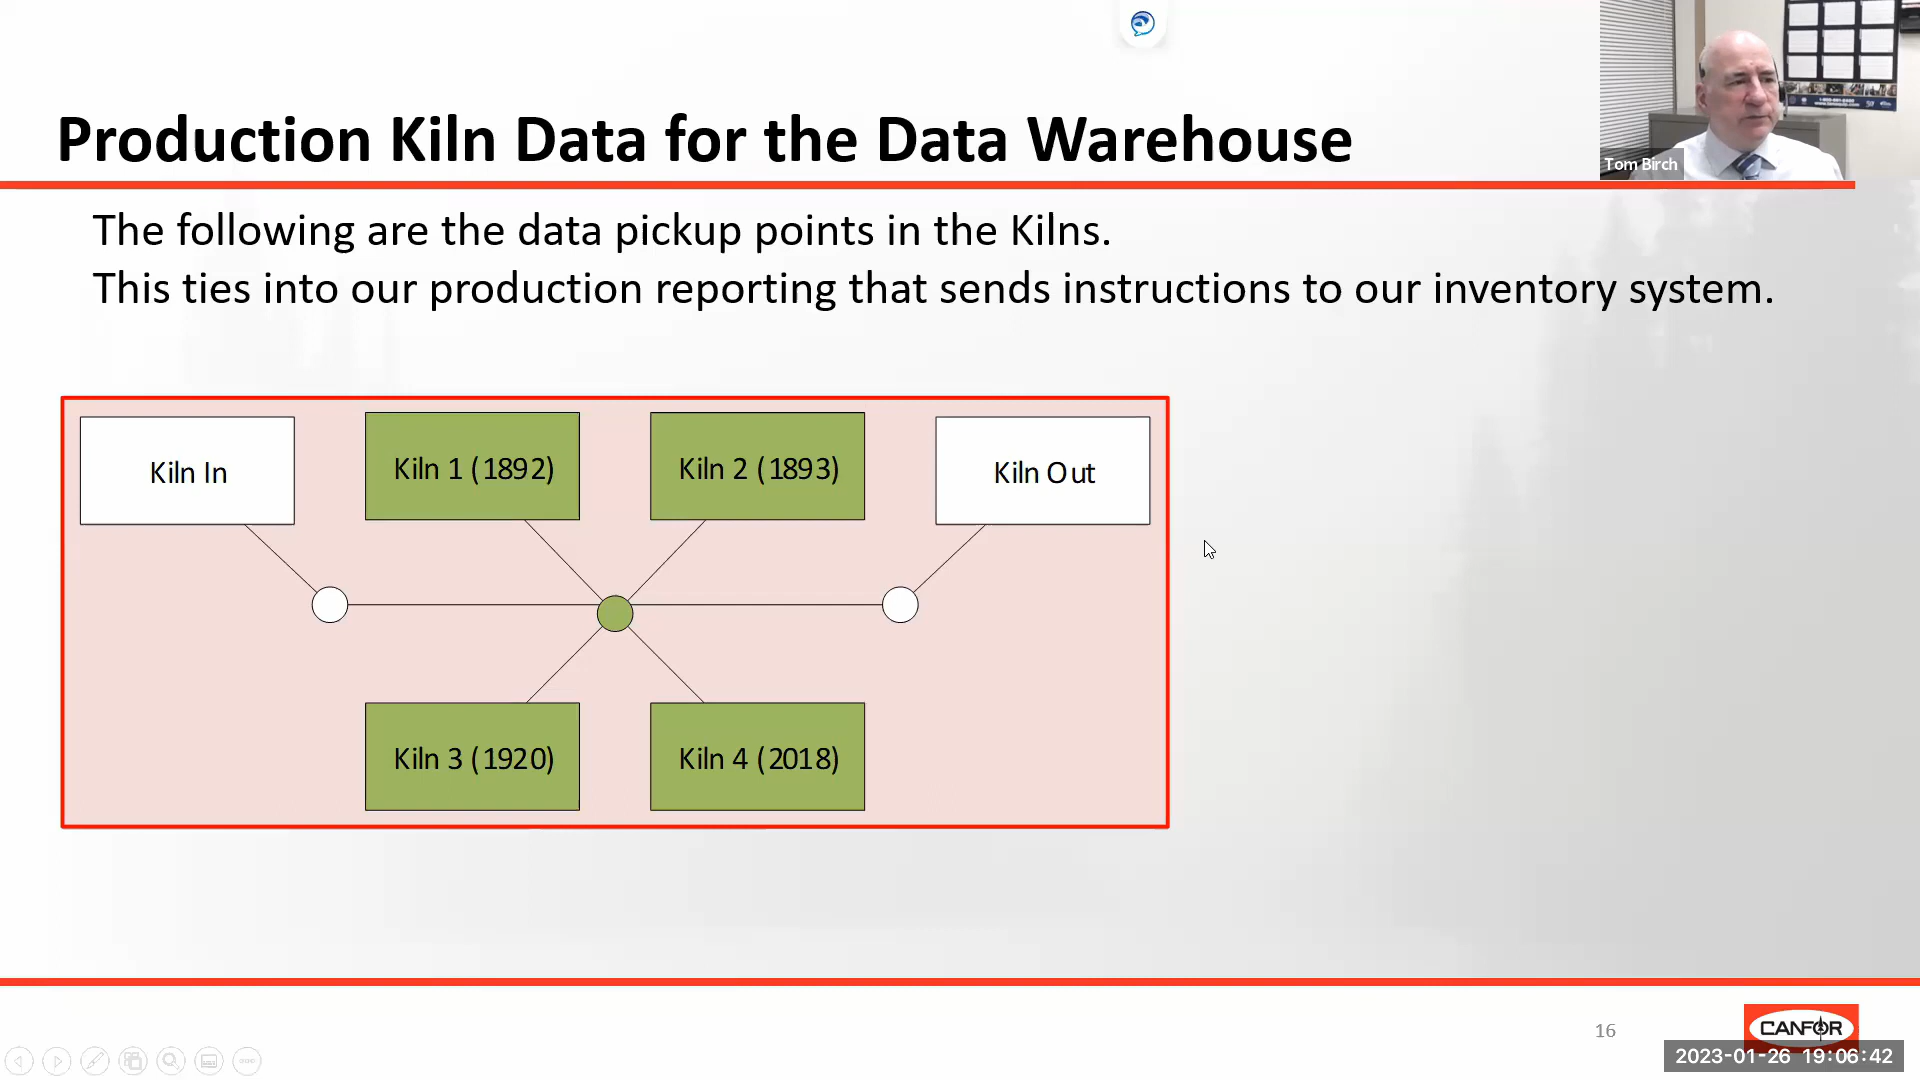 Production Kiln Data for the Data Warehouse
Tom Birch
The following are the data pickup points in the Kilns.
This ties into our production reporting that sends instructions to our inventory system.
Kiln In
Kiln 1 (1892)
Kiln 2 (1893)
Kiln Out
Kiln 3 (1920)
Kiln 4 (2018)
16
CANFOR
2023-01-26 19:06:42